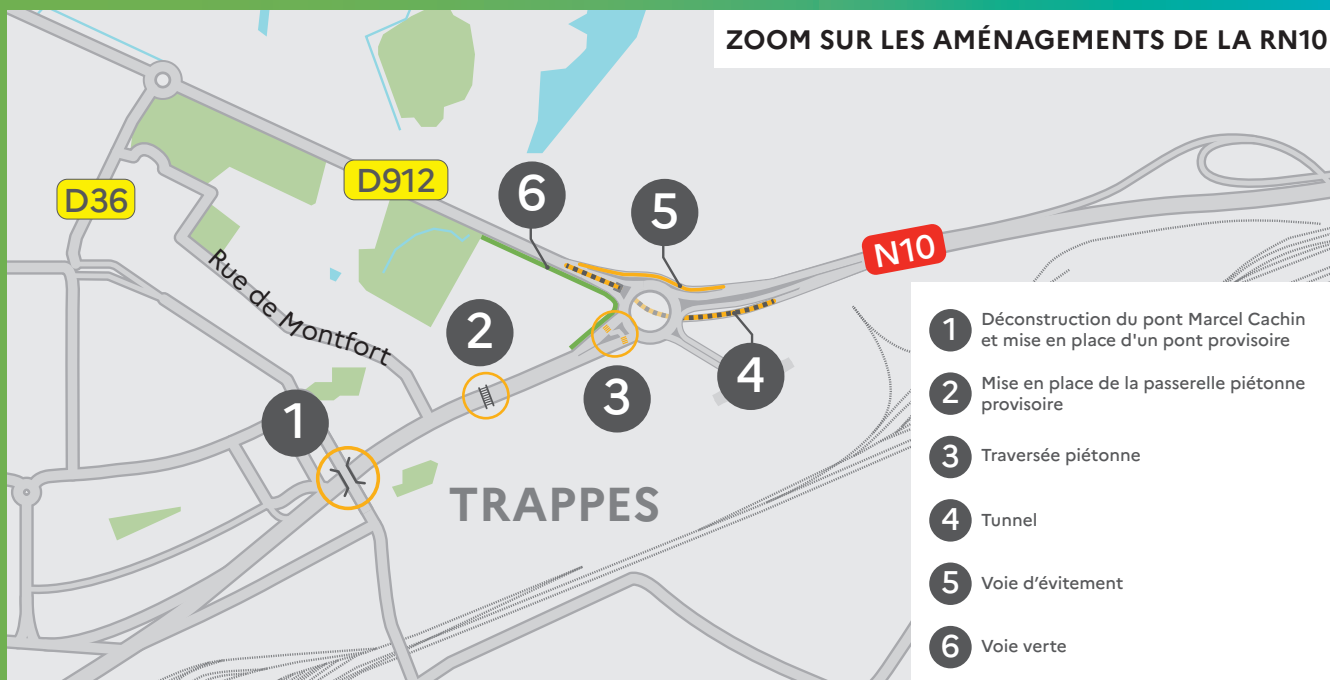 ZOOM SUR LES AMÉNAGEMENTS DE LA RN10
D36
D912
6
5
N10
Rue de Montfort
2
3
4
1
TRAPPES
1 Déconstruction du pont Marcel Cachin
et mise en place d'un pont provisoire
2 Mise en place de la passerelle piétonne
provisoire
3 Traversée piétonne
4 Tunnel
5 Voie d’évitement
6 Voie verte